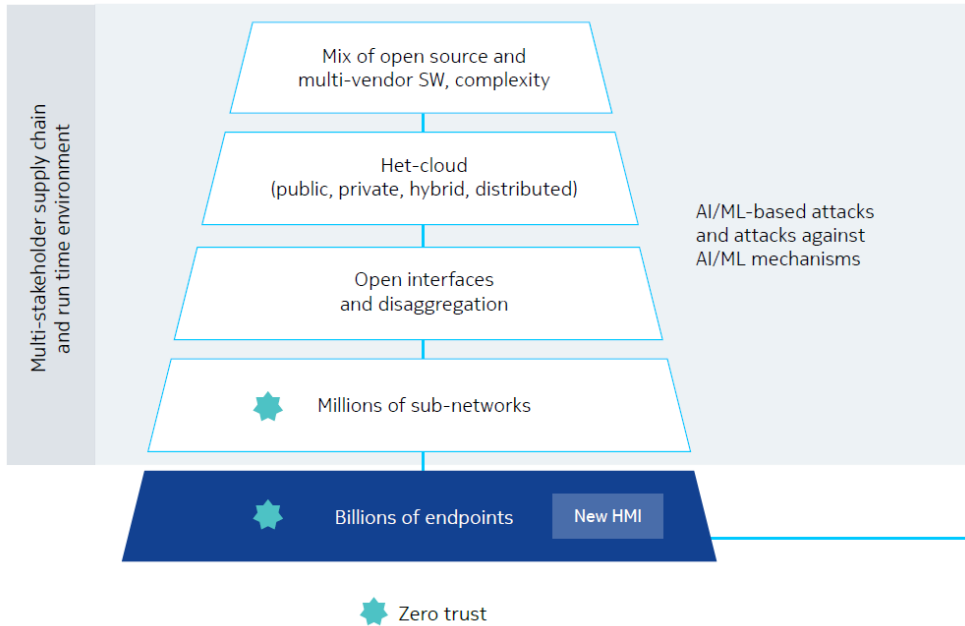 Multi-stakeholder supply chain
and run time environment
Mix of open source and
multi-vendor SW, complexity
Het-cloud
(public, private, hybrid, distributed)
Open interfaces
and disaggregation
Millions of sub-networks
AI/ML-based attacks
and attacks against
AI/ML mechanisms
Billions of endpoints
New HMI
Zero trust